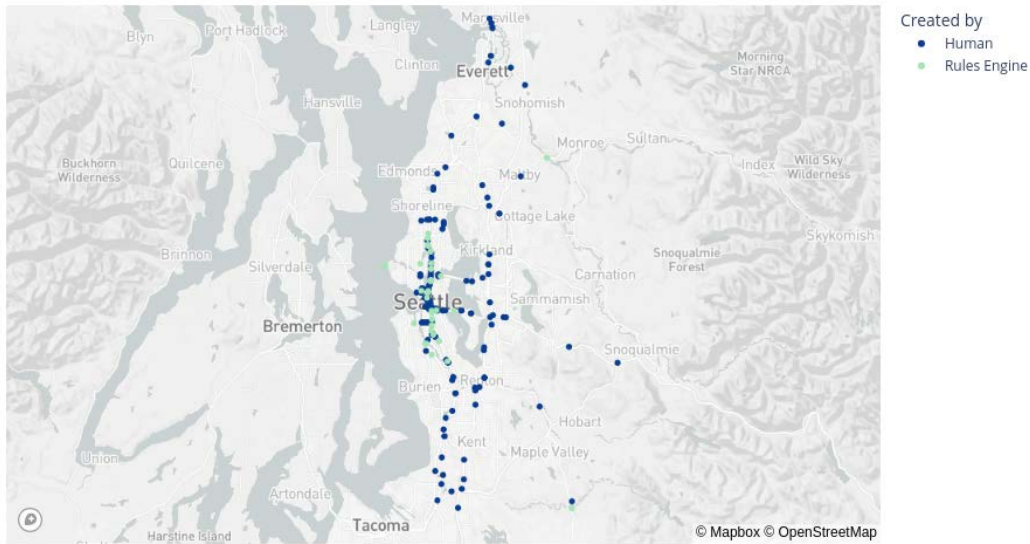 Created by
Human
Rules Engine
Blyn
Port Hadlock
Langley
Marysville
Clinton
Everett
Morning
Star NRCA
Hansville
Snohomish
Buckhorn
Wilderness
Quilcene
Edmonds
Monroe
Sultan
Index
Wild Sky
Wilderness
Maltby
Shoreline
Cottage Lake
Skykomish
Brinnon
Silverdale
Kirkland
Snoqualmie
Forest
Carnation
Seattle
Sammamish
Bremerton
Snoqualmie
Burien
Renton
Hobart
Union
Kent
Maple Valley
Artondale
Tacoma
Harstine Island
© Mapbox © OpenStreetMap